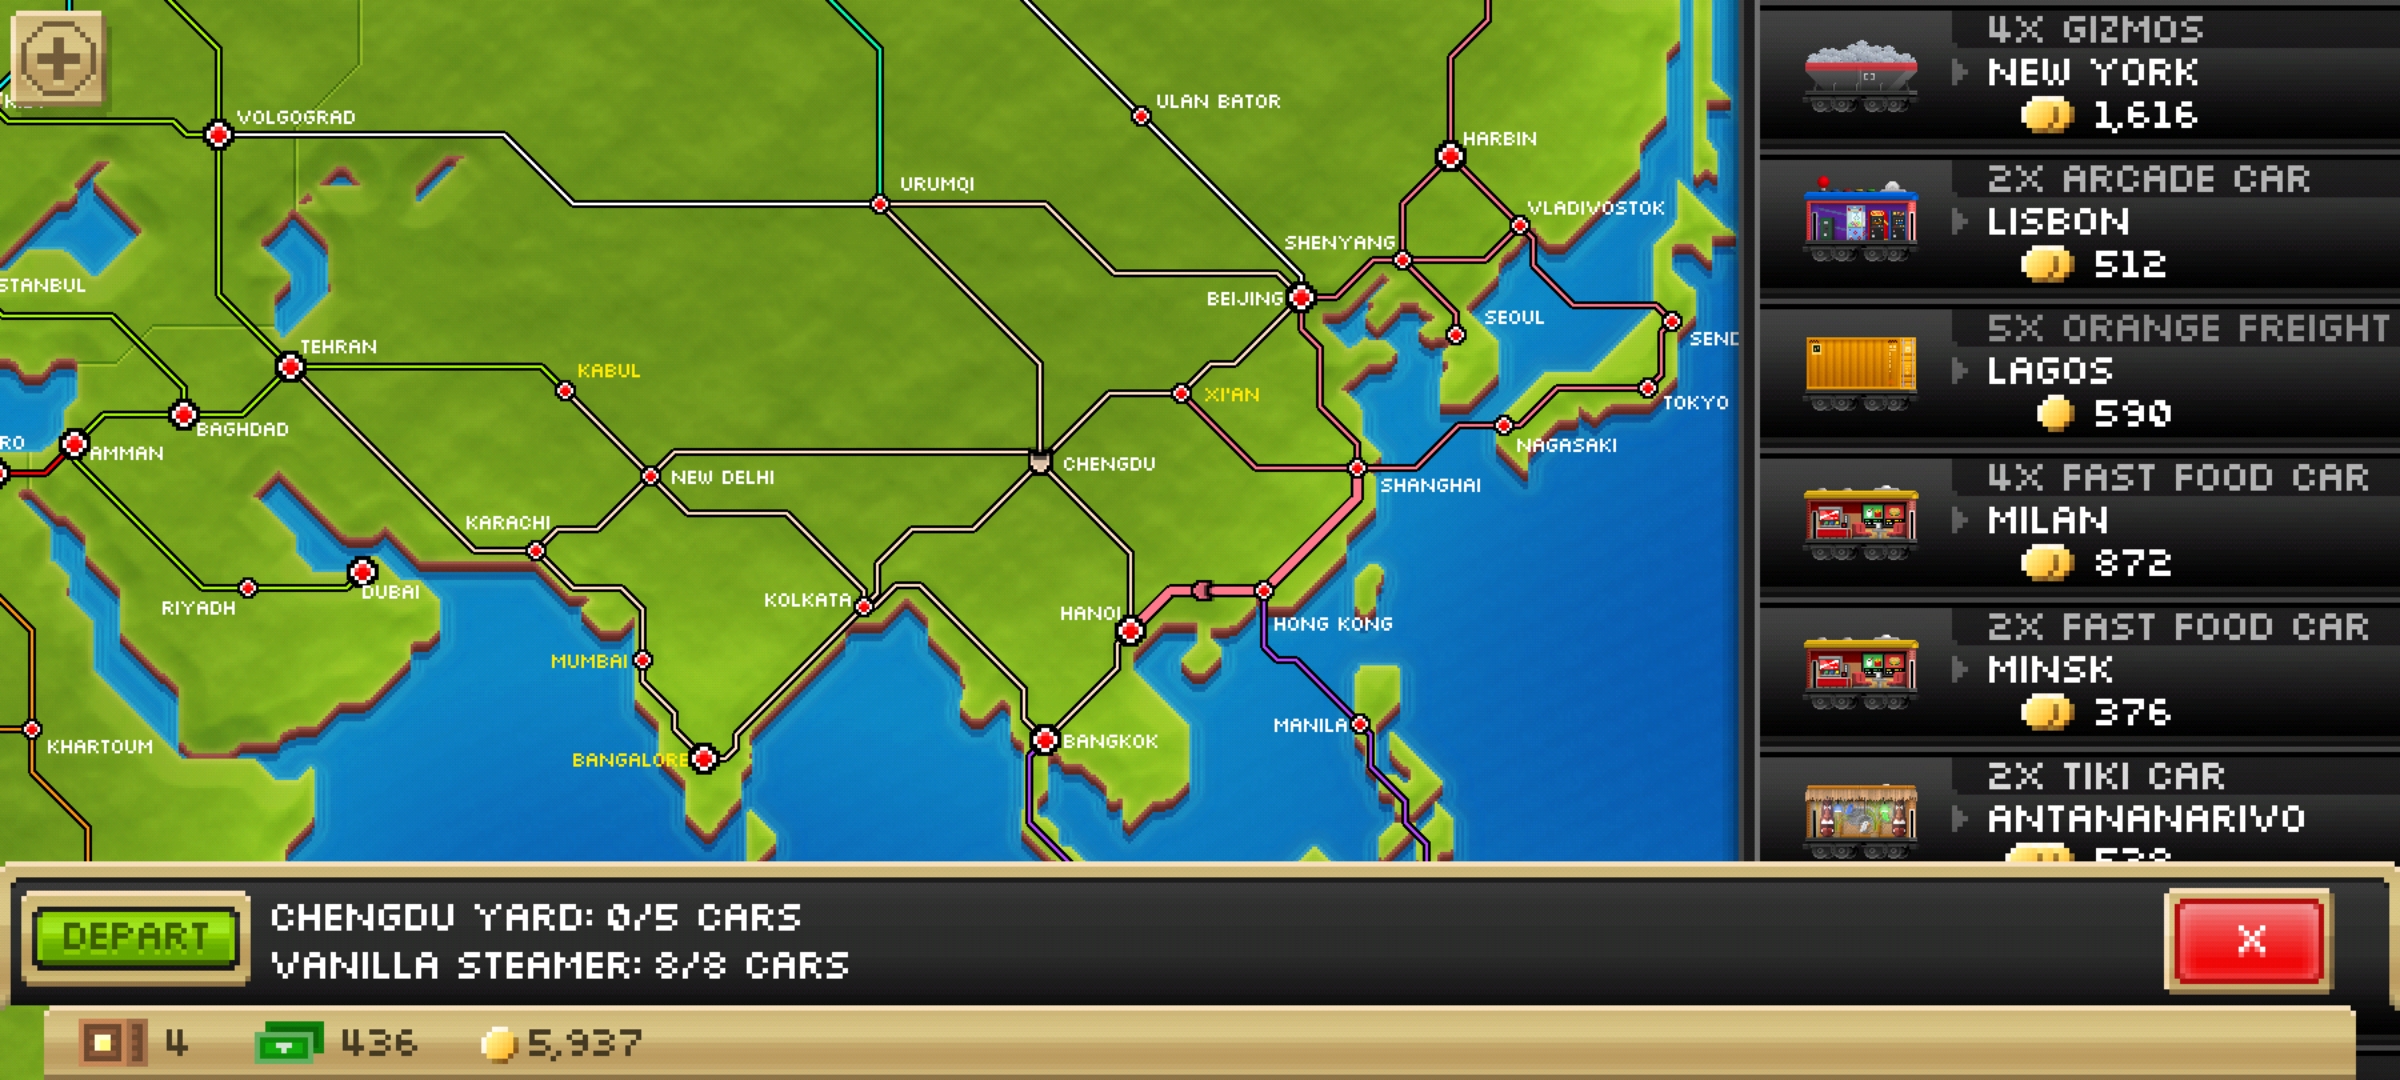 ULAN BATOR
VOLGOGRAD
HARBIN
URUMQI
VLADIVOSTOK
SHENYANG
STANBUL
BEIJING
SEOUL
SEND
TEHRAN
KABUL
XI'AN
TOKYO
BAGHDAD
RO
AMMAN
NAGASAKI
CHENGDU
NEW DELHI
SHANGHAI
KARACHI
DUBAI
RIYADH
KOLKATA
HANOI
HONG KONG
MUMBAI
MANILA
BANGKOK
KHARTOUM
BANGALORE
4X GIZMOS
NEW YORK
1,616
2X ARCADE CAR
LISBON
512
5X ORANGE FREIGHT
LAGOS
590
4X FAST FOOD CAR
MILAN
872
2X FAST FOOD CAR
MINSK
376
2X TIKI CAR
ANTANANARIVO
DEPART
CHENGDU YARD: 0/5 CARS
VANILLA STEAMER: 8/8 CARS
X
4
436
5,937